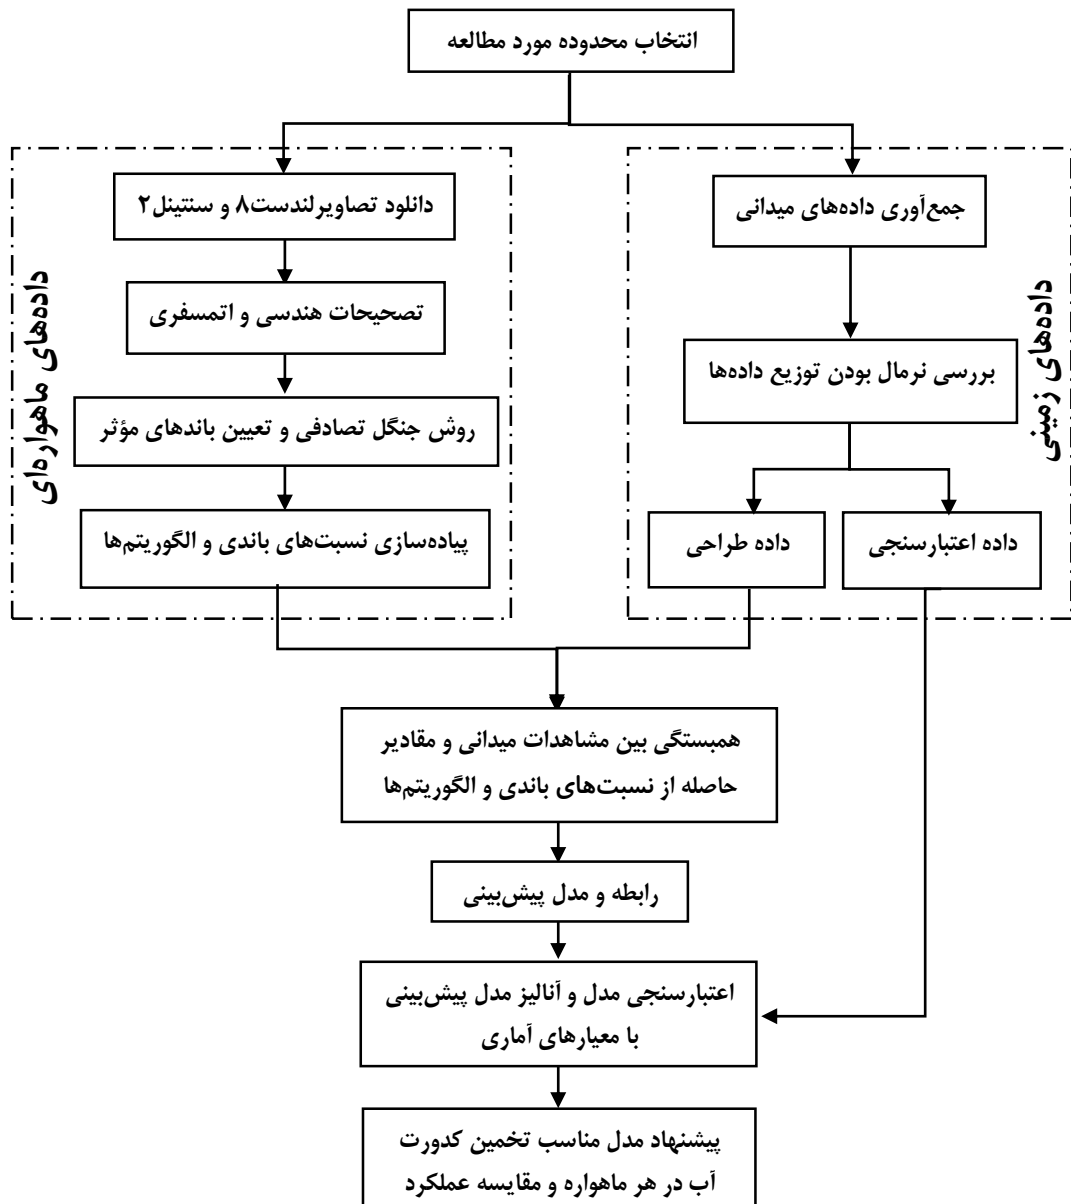 انتخاب محدوده مورد مطالعه
داده‌های زمینی
جمع‌آوری داده‌های میدانی
بررسی نرمال بودن توزیع داده‌ها
داده اعتبارسنجی
داده طراحی
داده‌های ماهواره‌ای
دانلود تصاویرلندست۸ و سنتینل۲
تصحیحات هندسی و اتمسفری
روش جنگل تصادفی و تعیین باندهای مؤثر
پیاده‌سازی نسبت‌های باندی و الگوریتم‌ها
همبستگی بین مشاهدات میدانی و مقادیر
حاصله از نسبت‌های باندی و الگوریتم‌ها
رابطه و مدل پیش‌بینی
اعتبارسنجی مدل و آنالیز مدل پیش‌بینی
با معیارهای آماری
پیشنهاد مدل مناسب تخمین کدورت
آب در هر ماهواره و مقایسه عملکرد